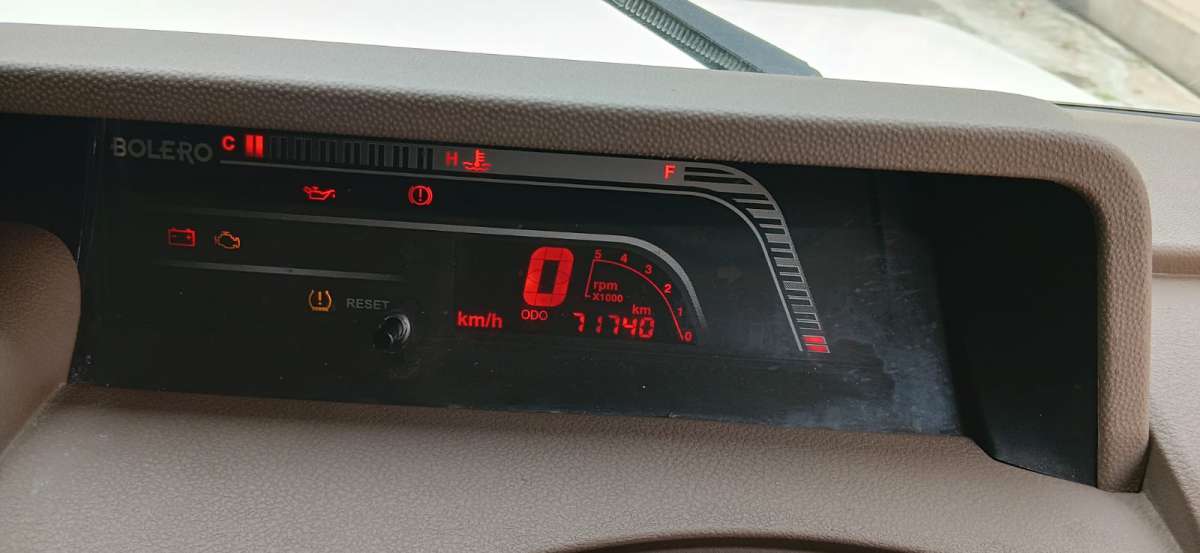 BOLERO C H F
0 5 4 3 2 1 0
rpm
X1000
RESET
km/h ODO 71740 km